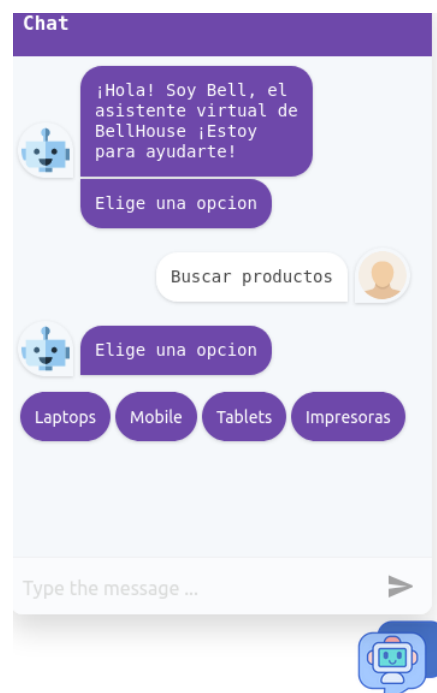 Chat
¡Hola! Soy Bell, el
asistente virtual de
BellHouse ¡Estoy
para ayudarte!
Elige una opcion
Buscar productos
Elige una opcion
Laptops
Mobile
Tablets
Impresoras
Type the message ...